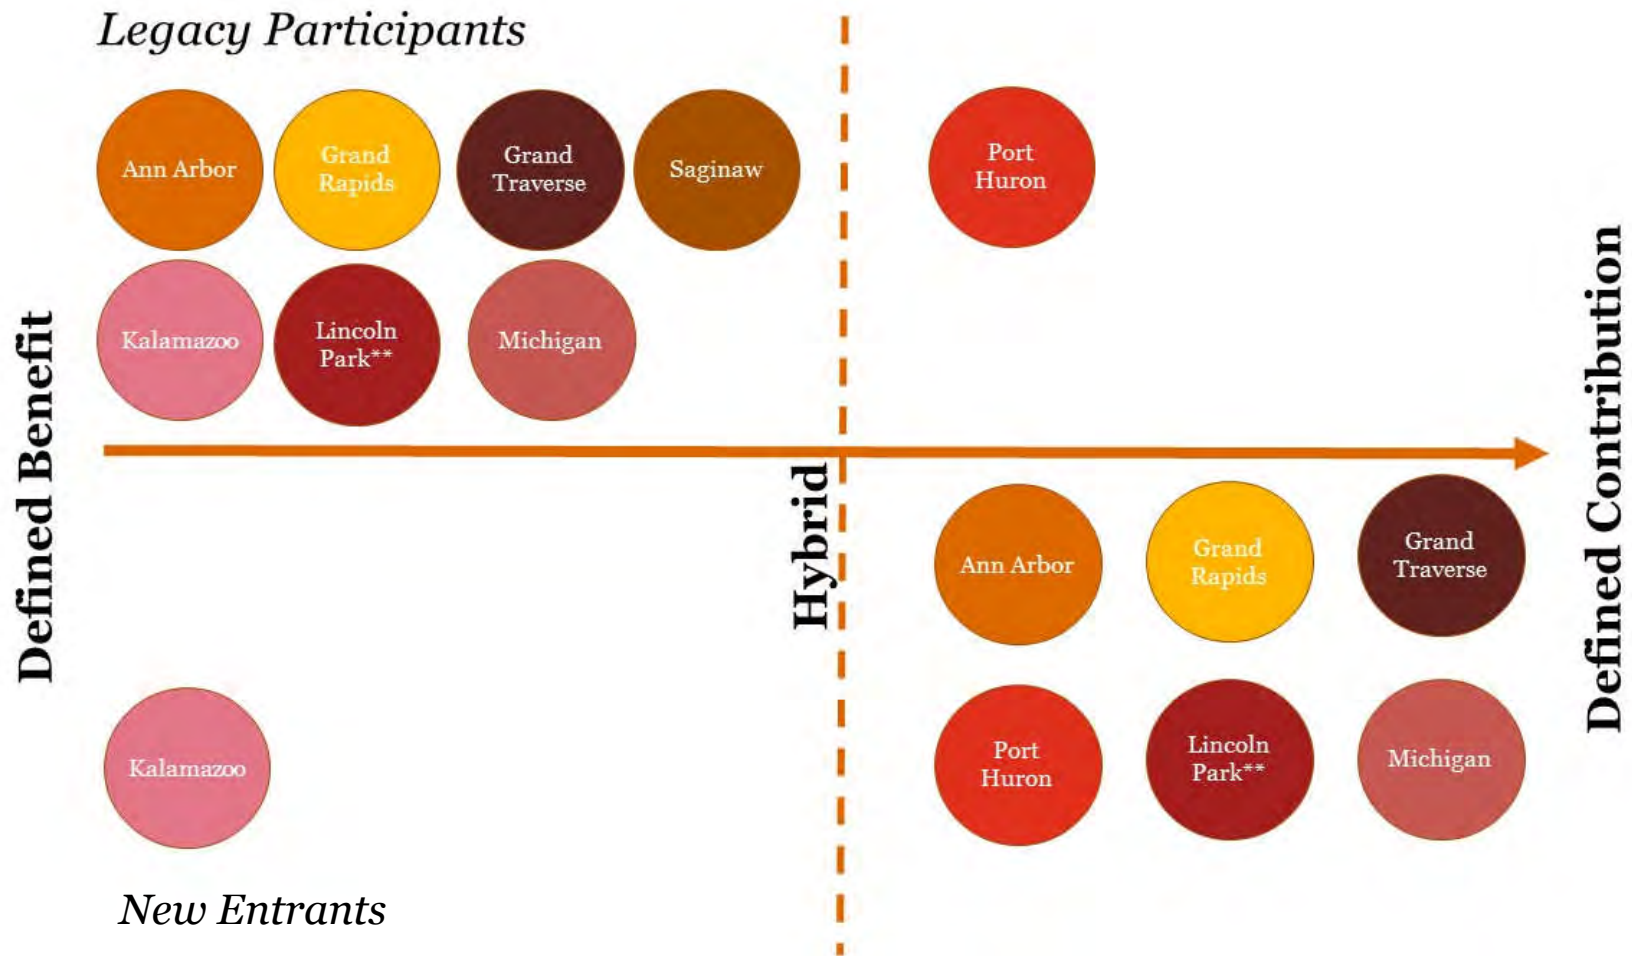 Legacy Participants
Ann Arbor
Grand
Rapids
Grand
Traverse
Saginaw
Port
Huron
Kalamazoo
Lincoln
Park**
Michigan
Defined Benefit
Hybrid
Defined Contribution
Ann Arbor
Grand
Rapids
Grand
Traverse
Kalamazoo
Port
Huron
Lincoln
Park**
Michigan
New Entrants